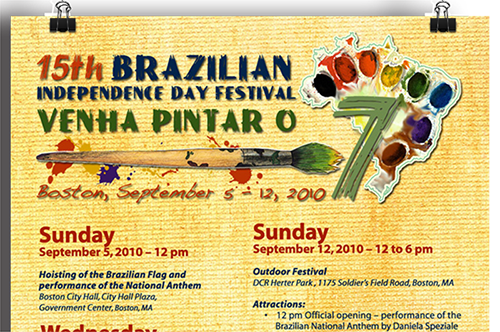 15th BRAZILIAN
INDEPENDENCE DAY FESTIVAL
VENHA PINTAR O 7
Boston, September 5 - 12, 2010
Sunday
September 5, 2010 – 12 pm
Hoisting of the Brazilian Flag and
performance of the National Anthem
Boston City Hall, City Hall Plaza,
Government Center, Boston, MA
Wednesday
Sunday
September 12, 2010 – 12 to 6 pm
Outdoor Festival
DCR Herter Park , 1175 Soldier's Field Road, Boston, MA
Attractions:
• 12 pm Official opening – performance of the
Brazilian National Anthem by Daniela Speziale